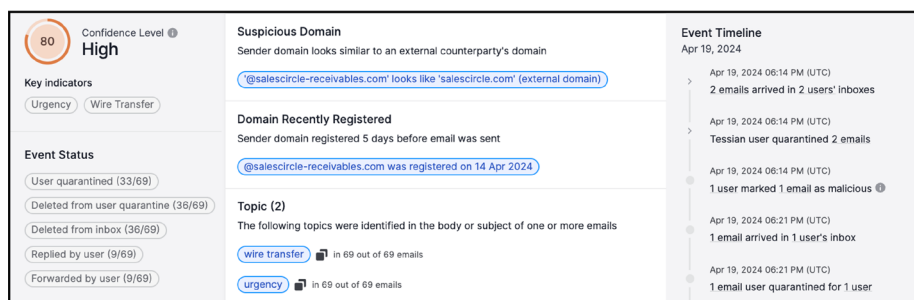 80
Confidence Level
High
Key indicators
Urgency
Wire Transfer
Event Status
User quarantined (33/69)
Deleted from user quarantine (36/69)
Deleted from inbox (36/69)
Replied by user (9/69)
Forwarded by user (9/69)
Suspicious Domain
Sender domain looks similar to an external counterparty's domain
'@salescircle-receivables.com' looks like 'salescircle.com' (external domain)
Domain Recently Registered
Sender domain registered 5 days before email was sent
@salescircle-receivables.com was registered on 14 Apr 2024
Topic (2)
The following topics were identified in the body or subject of one or more emails
wire transfer in 69 out of 69 emails
urgency in 69 out of 69 emails
Event Timeline
Apr 19, 2024
Apr 19, 2024 06:14 PM (UTC)
2 emails arrived in 2 users' inboxes
Apr 19, 2024 06:14 PM (UTC)
Tessian user quarantined 2 emails
Apr 19, 2024 06:14 PM (UTC)
1 user marked 1 email as malicious
Apr 19, 2024 06:21 PM (UTC)
1 email arrived in 1 user's inbox
Apr 19, 2024 06:21 PM (UTC)
1 email user quarantined for 1 user